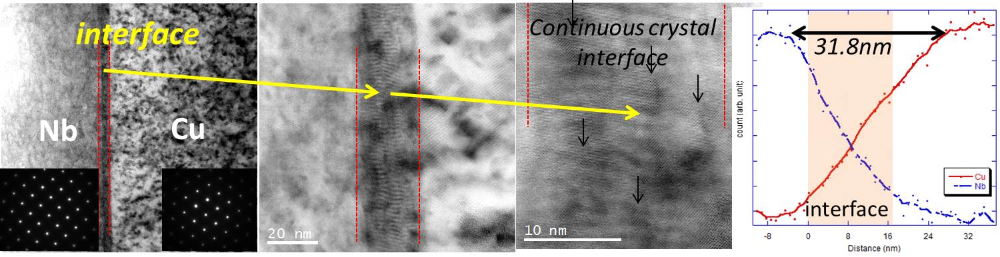 interface
Nb
Cu
20 nm
Continuous crystal
interface
10 nm
31.8nm
count (arb. unit)
interface
Cu
Nb
-8 0 8 16 24 32
Distance (nm)